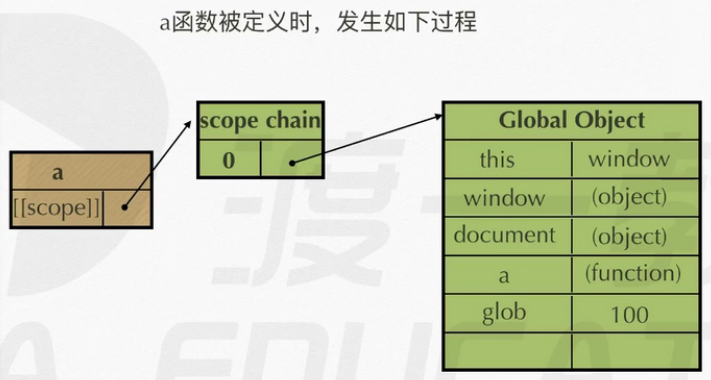 a函数被定义时，发生如下过程
scope chain
0
a
[[scope]]
Global Object
this window
window (object)
document (object)
a (function)
glob 100